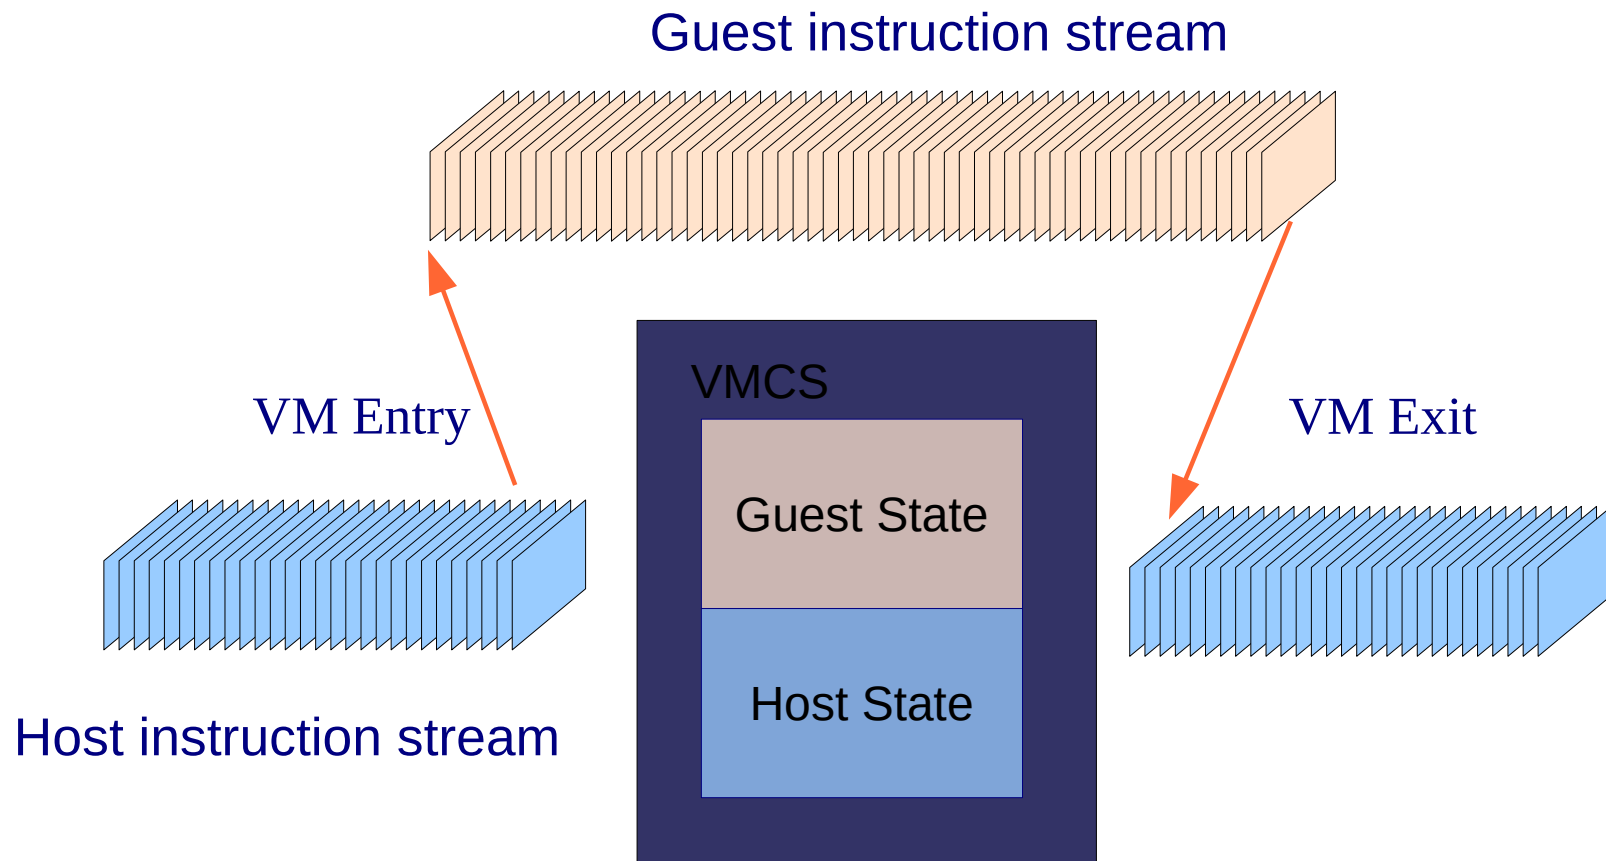 Guest instruction stream
VMCS
VM Entry
VM Exit
Guest State
Host State
Host instruction stream